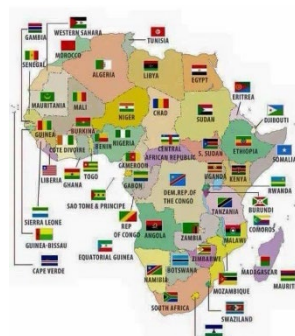 GAMBIA
WESTERN SAHARA
TUNISIA
SENEGAL
MOROCCO
ALGERIA
LIBYA
EGYPT
ERITREA
MAURITANIA
MALI
NIGER
CHAD
SUDAN
DJIBOUTI
GUINEA
BURKINA
BENIN
NIGERIA
ETHIOPIA
COTE D'IVOIRE
CENTRAL
AFRICAN REPUBLIC
S. SUDAN
SOMALIA
LIBERIA
GHANA
TOGO
CAMEROON
UGANDA
KENYA
GABON
DEM.REP.OF
THE CONGO
RWANDA
SAO TOME & PRINCIPE
TANZANIA
BURUNDI
SIERRA LEONE
REP
OF CONGO
ANGOLA
ZAMBIA
MALAWI
COMOROS
GUINEA-BISSAU
EQUATORIAL GUINEA
ZIMBABWE
CAPE VERDE
NAMIBIA
BOTSWANA
MADAGASCAR
MAURIT
MOZGMBIQUE
SOUTH AFRICA
SWAZILAND